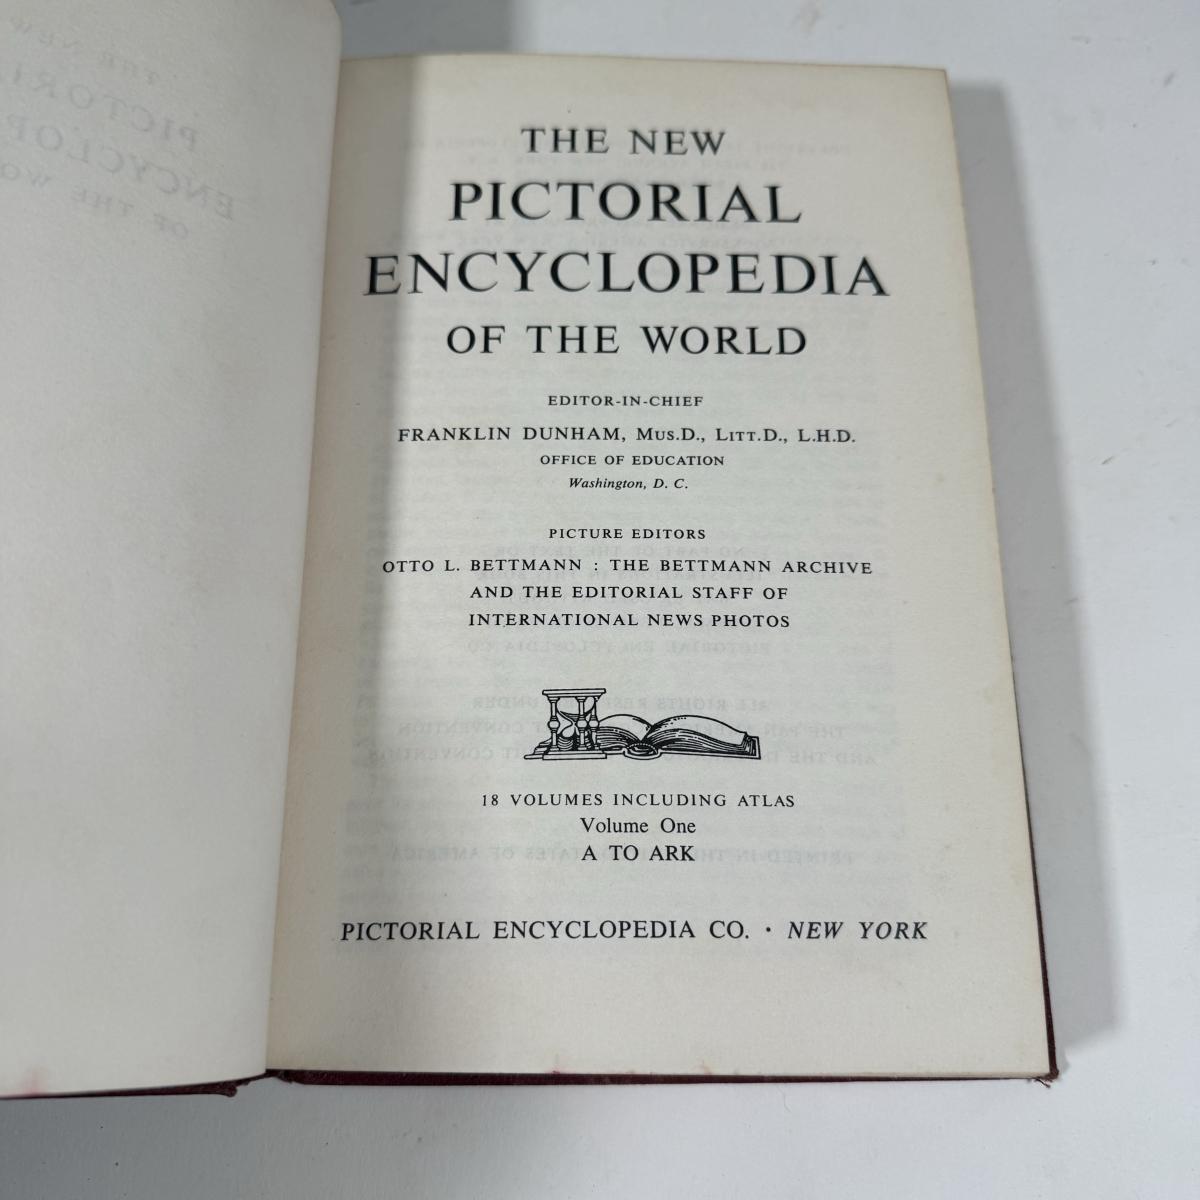 THE NEW
PICTORIAL
ENCYCLOPEDIA
OF THE WORLD
EDITOR-IN-CHIEF
FRANKLIN DUNHAM, MUS.D., LITT.D., L.H.D.
OFFICE OF EDUCATION
Washington, D. C.
PICTURE EDITORS
OTTO L. BETTMANN : THE BETTMANN ARCHIVE
AND THE EDITORIAL STAFF OF
INTERNATIONAL NEWS PHOTOS
18 VOLUMES INCLUDING ATLAS
Volume One
A TO ARK
PICTORIAL ENCYCLOPEDIA CO. · NEW YORK